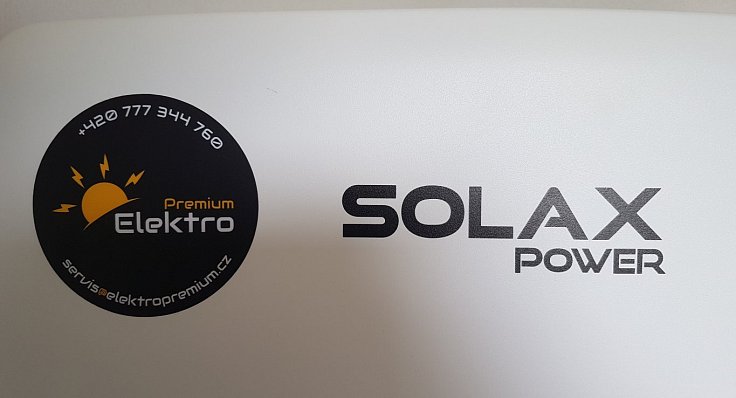 +420 777 344 760
Premium
Elektro
servis@elektropremium.cz
SOLAX
POWER